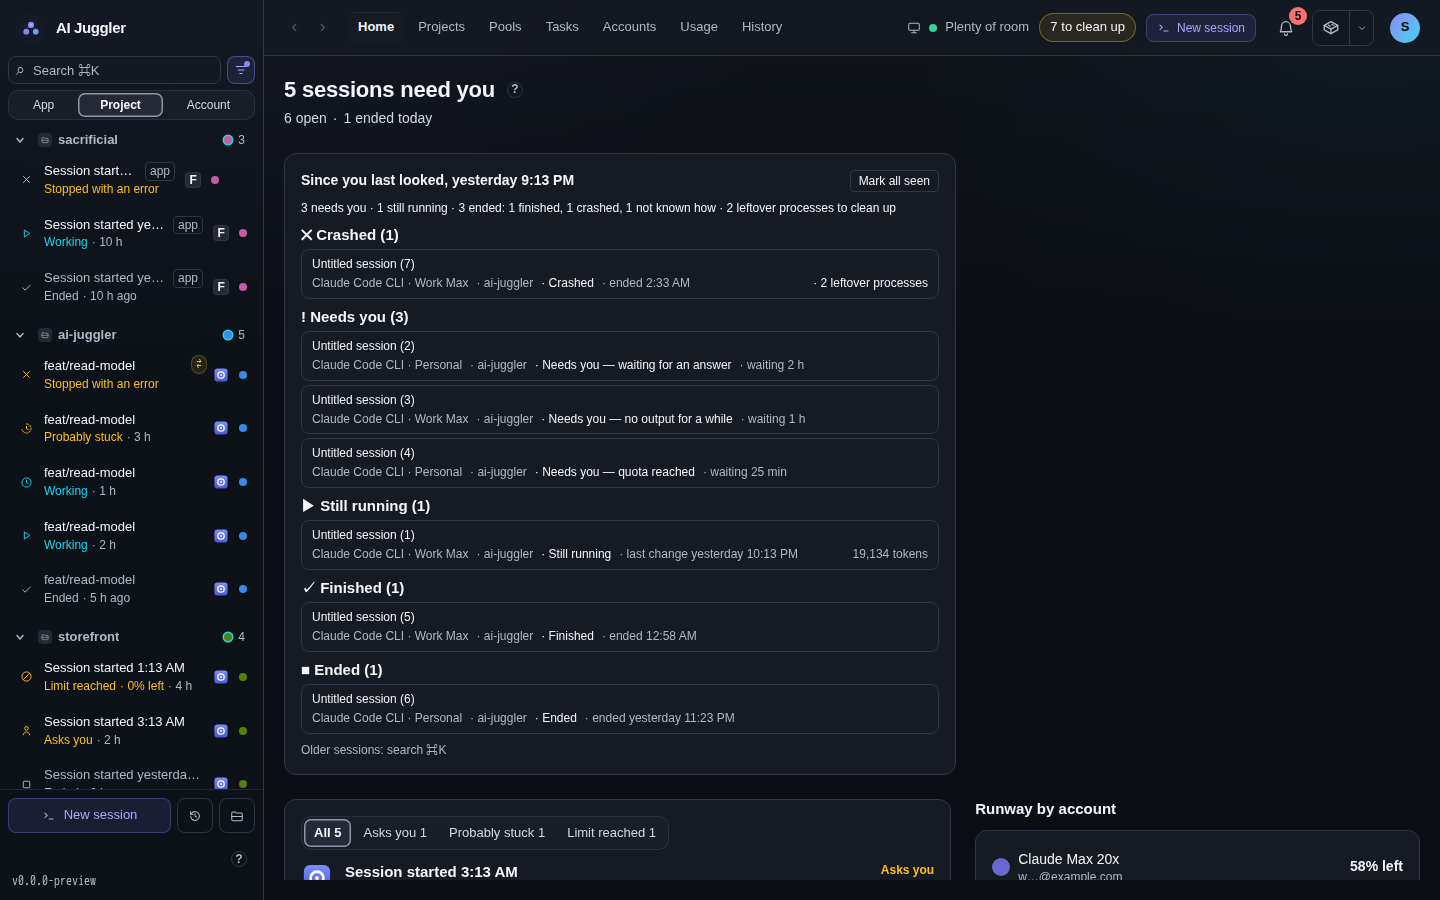 AI Juggler
Search ⌘K
App Project Account
sacrificial 3
Session start… app F
Stopped with an error
Session started ye… app F
Working · 10 h
Session started ye… app F
Ended · 10 h ago
ai-juggler 5
feat/read-model
Stopped with an error
feat/read-model
Probably stuck · 3 h
feat/read-model
Working · 1 h
feat/read-model
Working · 2 h
feat/read-model
Ended · 5 h ago
storefront 4
Session started 1:13 AM
Limit reached · 0% left · 4 h
Session started 3:13 AM
Asks you · 2 h
Session started yesterda…
New session
?
v0.0.0-preview
Home Projects Pools Tasks Accounts Usage History
Plenty of room 7 to clean up New session 5 S
5 sessions need you ?
6 open · 1 ended today
Since you last looked, yesterday 9:13 PM Mark all seen
3 needs you · 1 still running · 3 ended: 1 finished, 1 crashed, 1 not known how · 2 leftover processes to clean up
Crashed (1)
Untitled session (7)
Claude Code CLI · Work Max · ai-juggler · Crashed · ended 2:33 AM · 2 leftover processes
! Needs you (3)
Untitled session (2)
Claude Code CLI · Personal · ai-juggler · Needs you — waiting for an answer · waiting 2 h
Untitled session (3)
Claude Code CLI · Work Max · ai-juggler · Needs you — no output for a while · waiting 1 h
Untitled session (4)
Claude Code CLI · Personal · ai-juggler · Needs you — quota reached · waiting 25 min
Still running (1)
Untitled session (1)
Claude Code CLI · Work Max · ai-juggler · Still running · last change yesterday 10:13 PM 19,134 tokens
Finished (1)
Untitled session (5)
Claude Code CLI · Work Max · ai-juggler · Finished · ended 12:58 AM
Ended (1)
Untitled session (6)
Claude Code CLI · Personal · ai-juggler · Ended · ended yesterday 11:23 PM
Older sessions: search ⌘K
All 5 Asks you 1 Probably stuck 1 Limit reached 1
Session started 3:13 AM Asks you
Runway by account
Claude Max 20x 58% left
w…@example.com